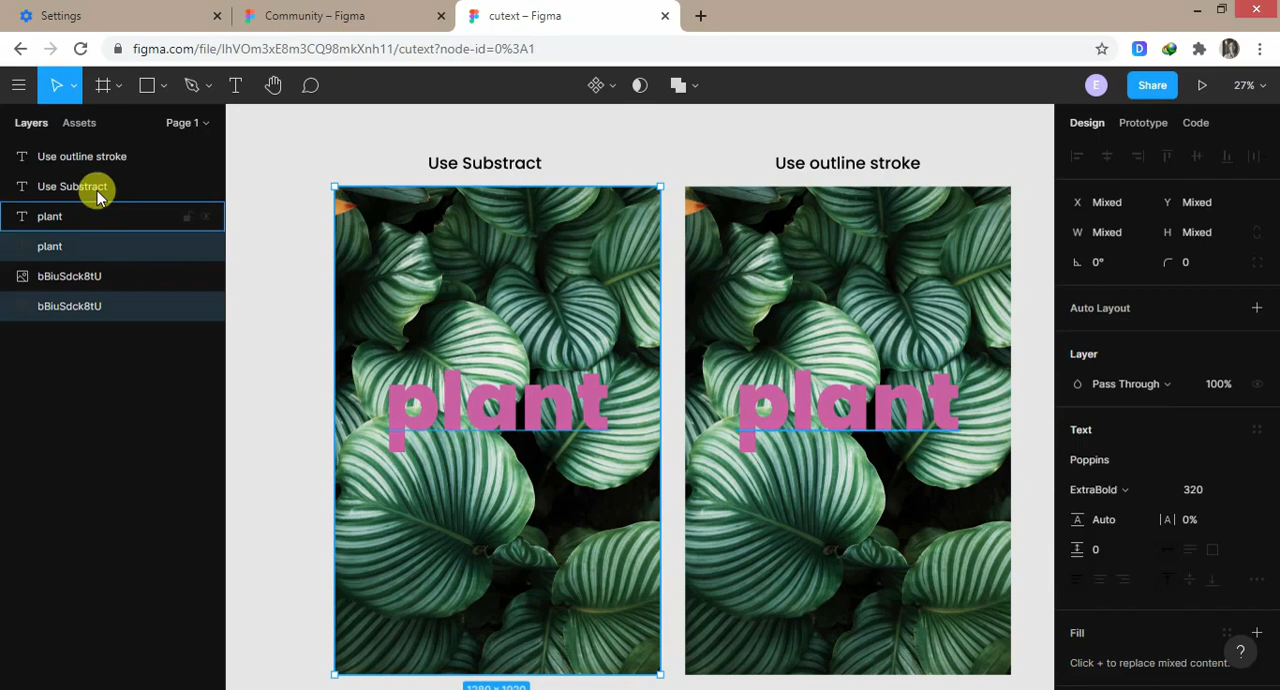 Settings
Community – Figma
cutext – Figma
figma.com/file/lhVOm3xE8m3CQ98mkXnh11/cutext?node-id=0%3A1
D
T
E
Share
27%
Layers
Assets
Page 1
Design
Prototype
Code
T Use outline stroke
T Use Substract
T plant
plant
bBiuSdck8tU
bBiuSdck8tU
Use Substract
Use outline stroke
plant
plant
1280 × 1920
X Mixed
Y Mixed
W Mixed
H Mixed
0°
0
Auto Layout
Layer
Pass Through
100%
Text
Poppins
ExtraBold
320
A Auto
|A| 0%
0
Fill
Click + to replace mixed content.
?